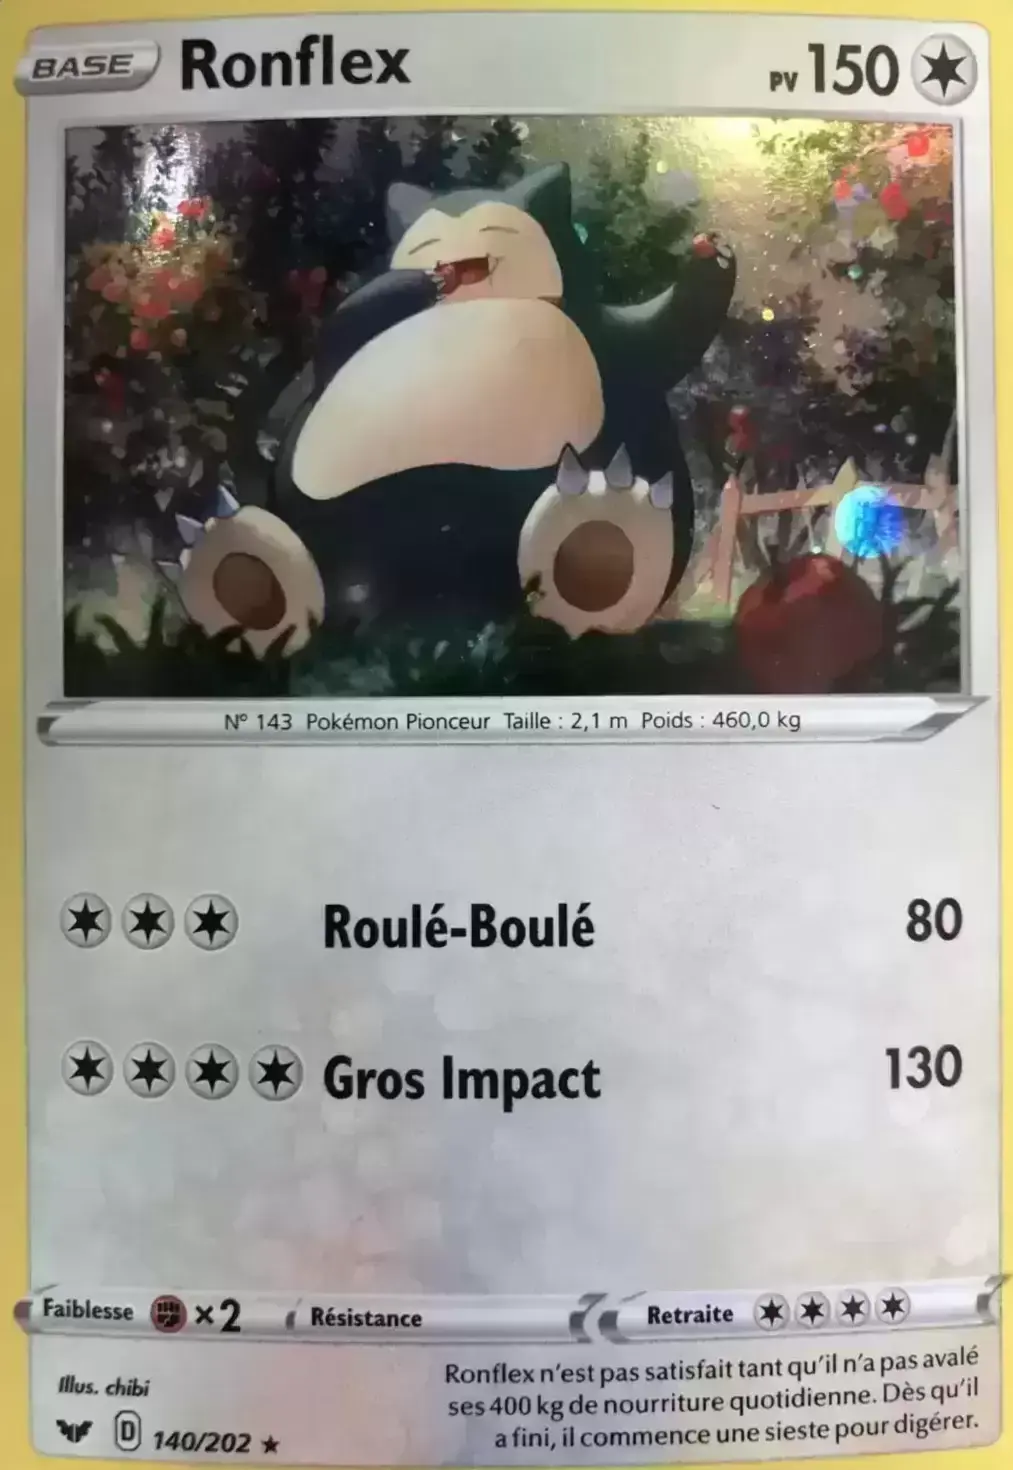 BASE Ronflex PV 150
N° 143 Pokémon Pionceur Taille : 2,1 m Poids : 460,0 kg
Roulé-Boulé 80
Gros Impact 130
Faiblesse ×2 Résistance Retraite
Illus. chibi
Ronflex n'est pas satisfait tant qu'il n'a pas avalé
ses 400 kg de nourriture quotidienne. Dès qu'il
a fini, il commence une sieste pour digérer.
D 140/202 ★